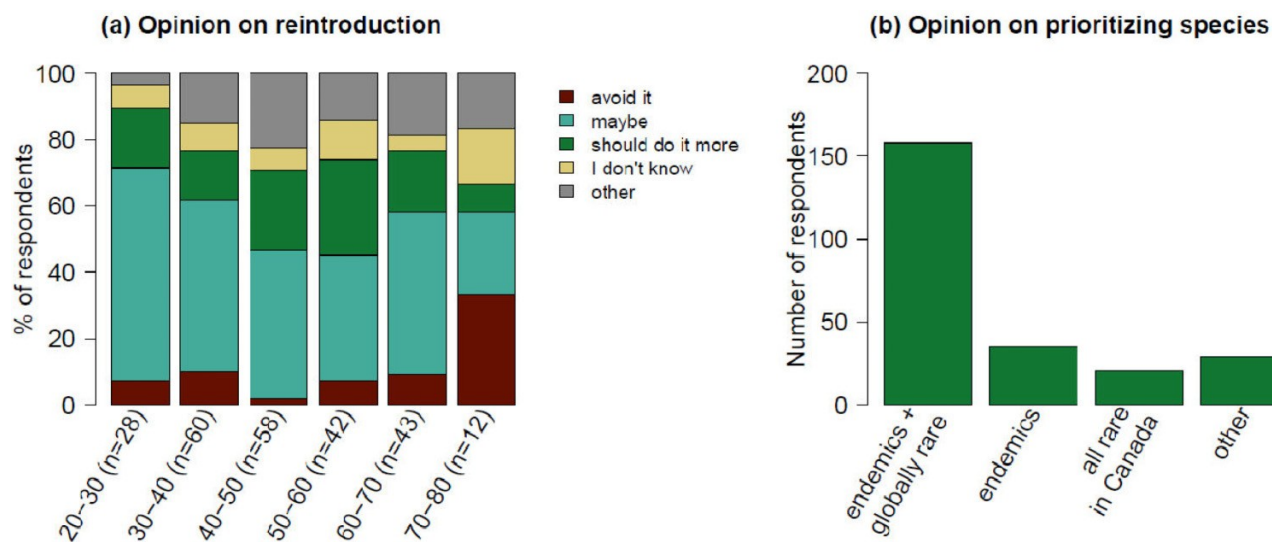 (a) Opinion on reintroduction
% of respondents
100
80
60
40
20
0
20−30 (n=28)
30−40 (n=60)
40−50 (n=58)
50−60 (n=42)
60−70 (n=43)
70−80 (n=12)
avoid it
maybe
should do it more
I don't know
other
(b) Opinion on prioritizing species
Number of respondents
200
150
100
50
0
endemics +
globally rare
endemics
all rare
in Canada
other